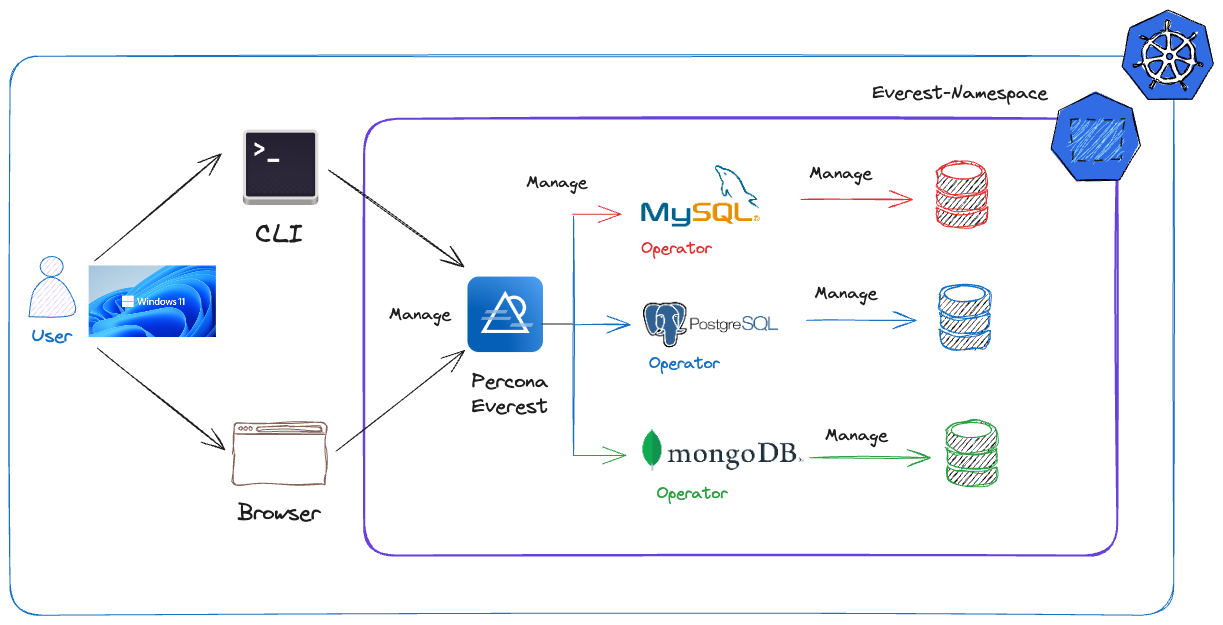 Everest-Namespace
>_
CLI
User
Windows 11
Browser
Manage
Percona
Everest
Manage
MySQL
Operator
Manage
PostgreSQL
Operator
Manage
mongoDB
Operator
Manage